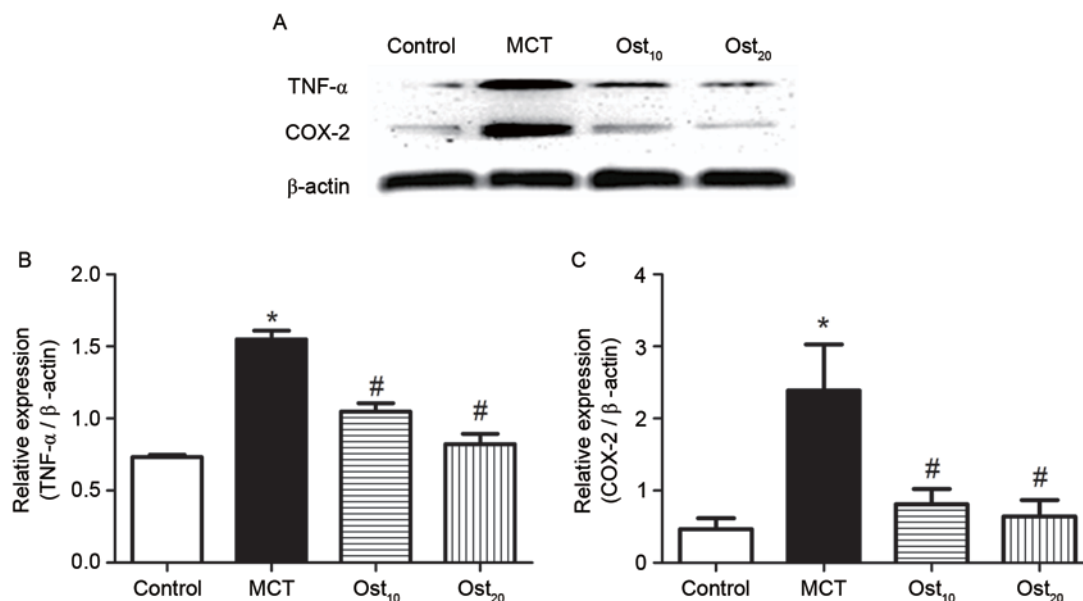 A
Control MCT Ost₁₀ Ost₂₀
TNF-α
COX-2
β-actin
B
Relative expression
(TNF-α / β -actin)
2.0
1.5
1.0
0.5
0.0
*
#
#
Control MCT Ost₁₀ Ost₂₀
C
Relative expression
(COX-2 / β -actin)
4
3
2
1
0
*
#
#
Control MCT Ost₁₀ Ost₂₀